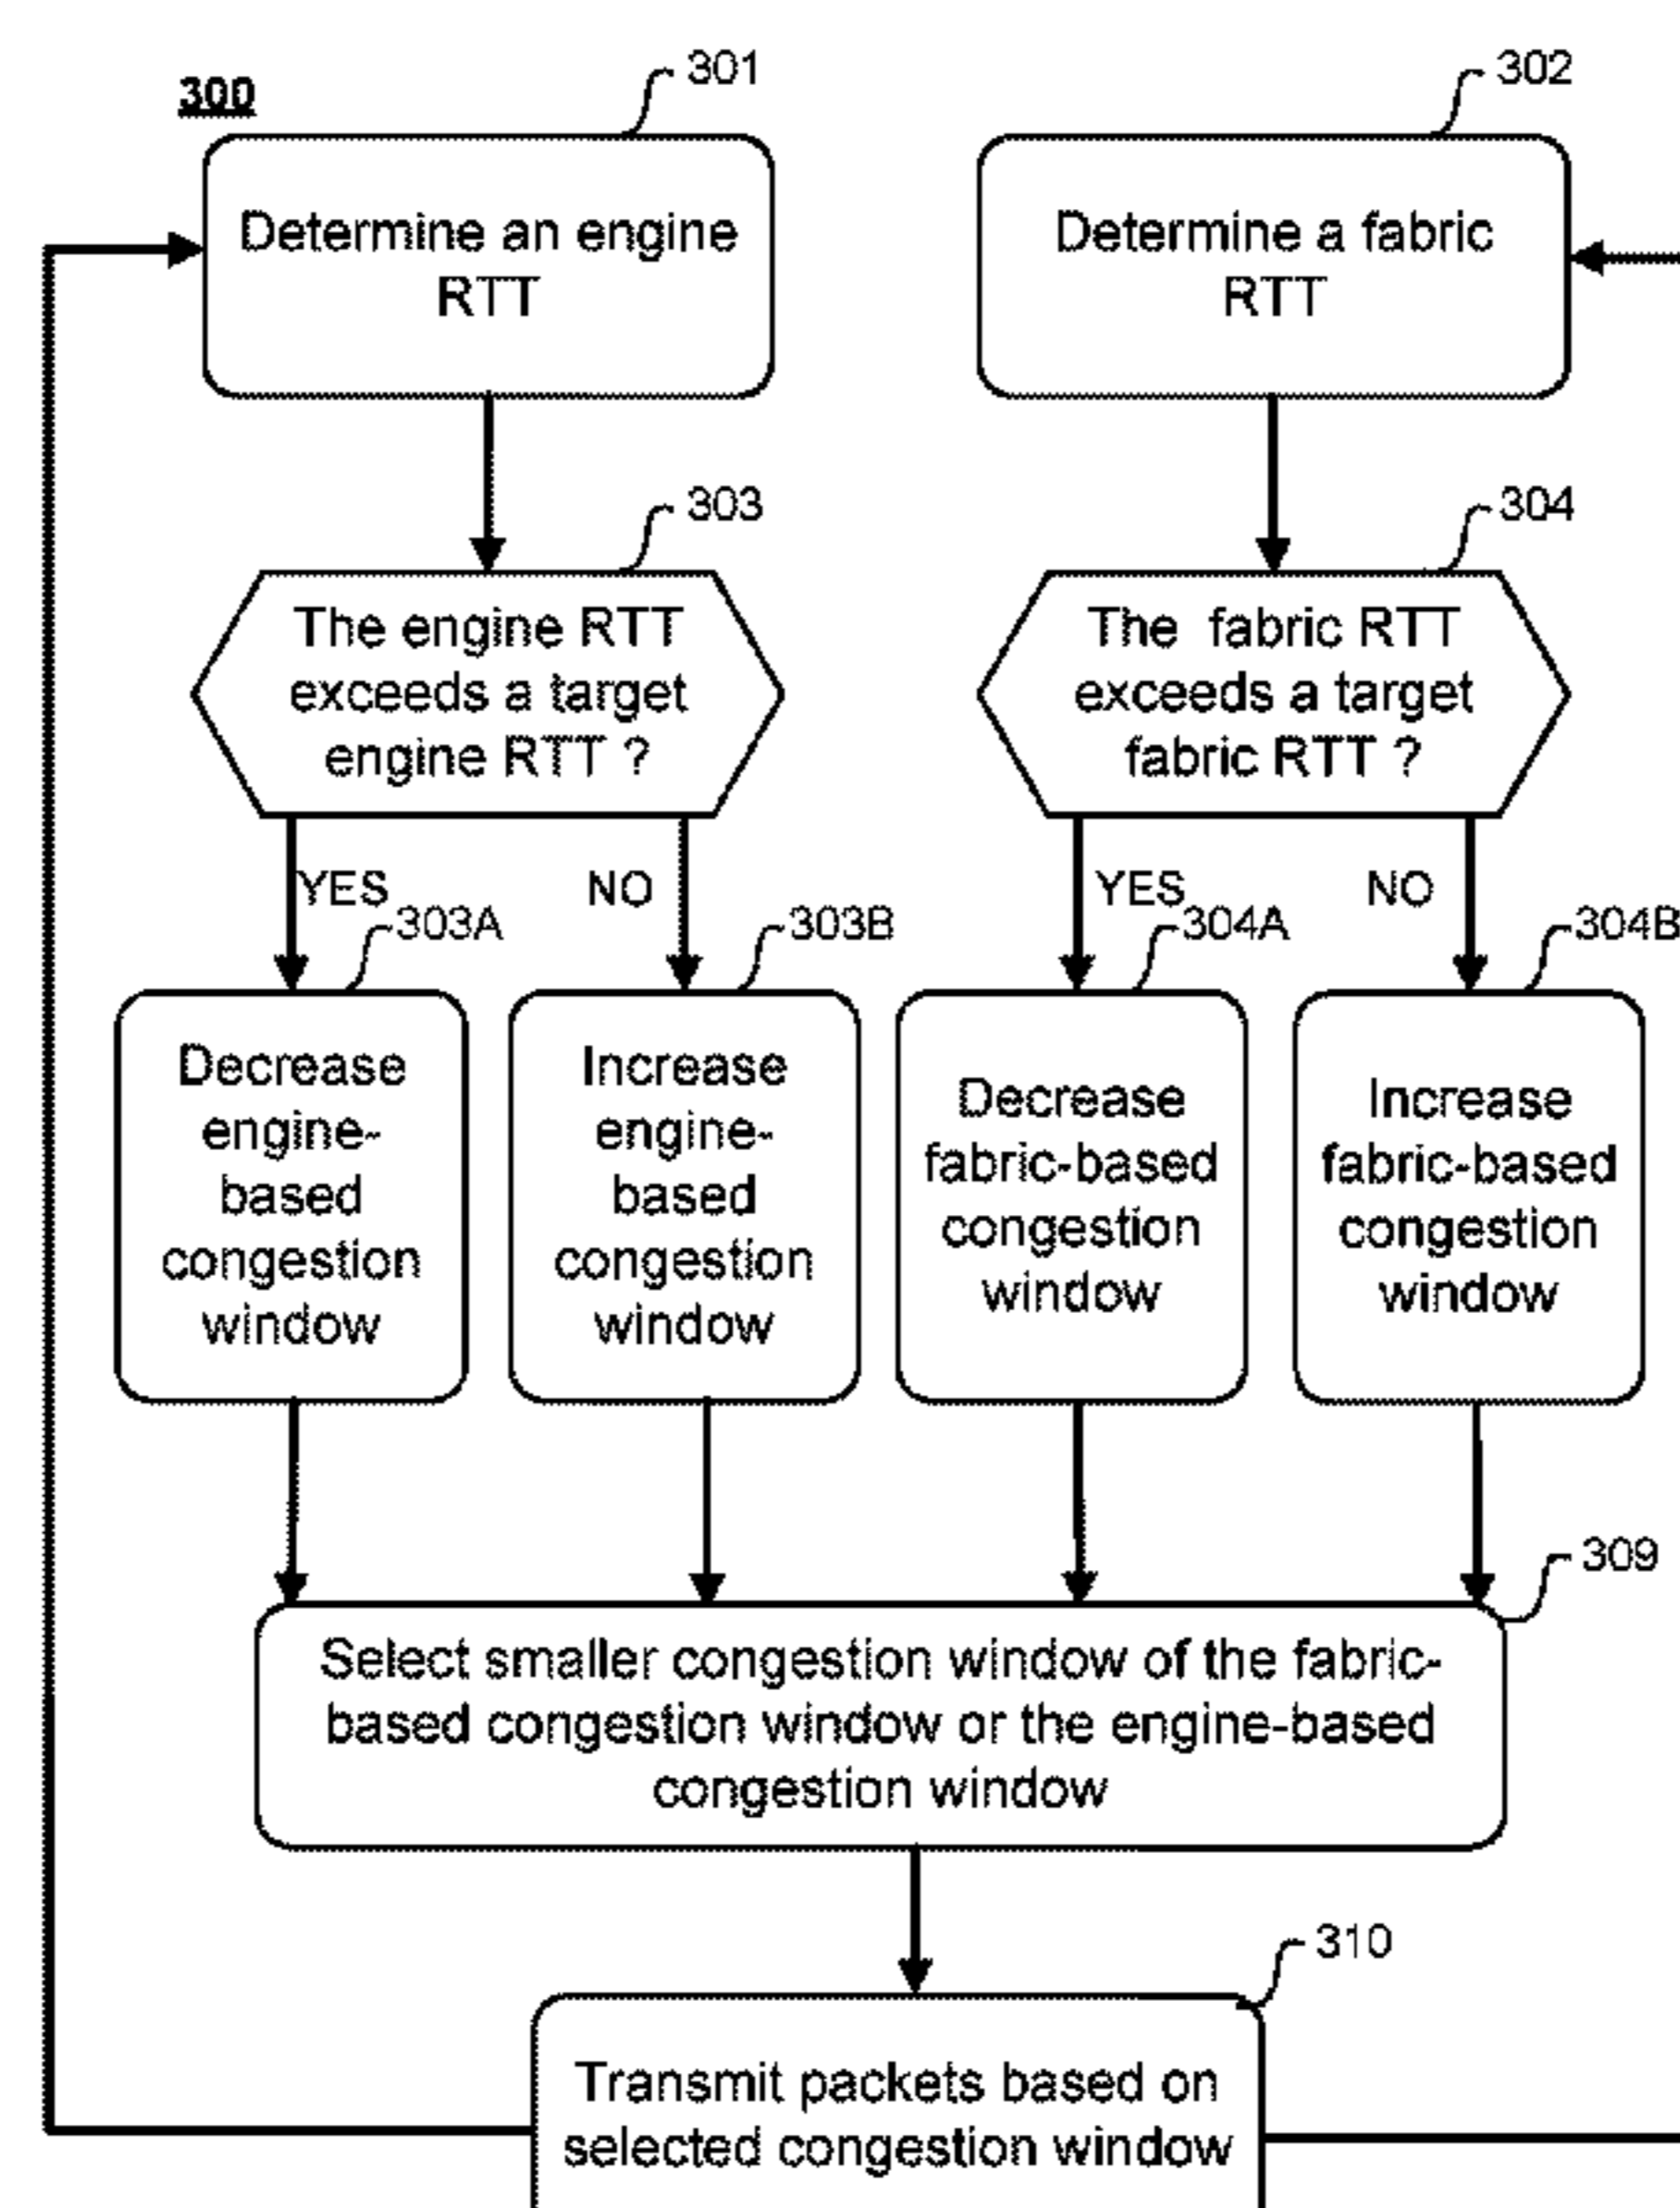 300
301
302
Determine an engine
RTT
Determine a fabric
RTT
303
304
The engine RTT
exceeds a target
engine RTT ?
The fabric RTT
exceeds a target
fabric RTT ?
YES
NO
YES
NO
303A
303B
304A
304B
Decrease
engine-
based
congestion
window
Increase
engine-
based
congestion
window
Decrease
fabric-based
congestion
window
Increase
fabric-based
congestion
window
309
Select smaller congestion window of the fabric-
based congestion window or the engine-based
congestion window
310
Transmit packets based on
selected congestion window